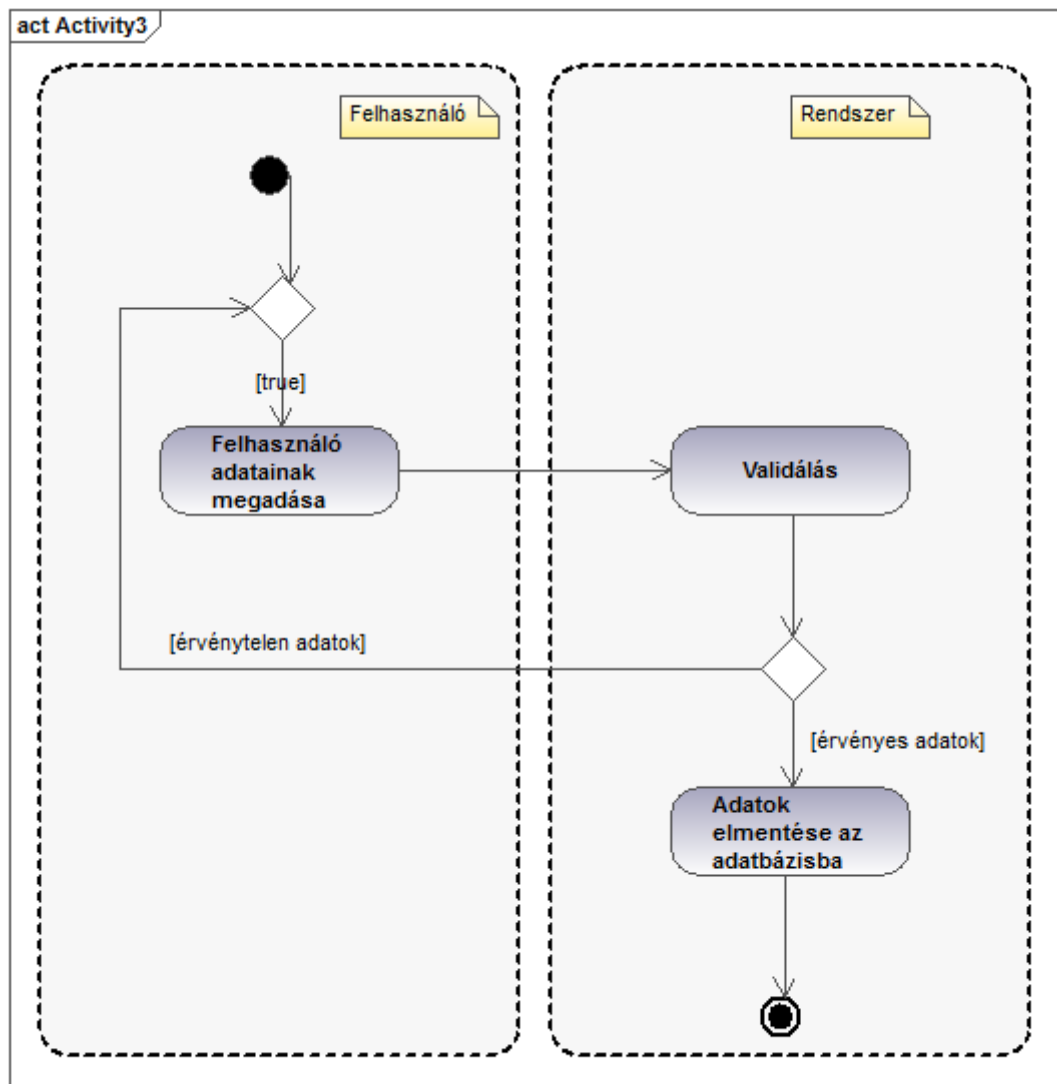 act Activity3
Felhasználó
Rendszer
[true]
Felhasználó
adatainak
megadása
Validálás
[érvénytelen adatok]
[érvényes adatok]
Adatok
elmentése az
adatbázisba